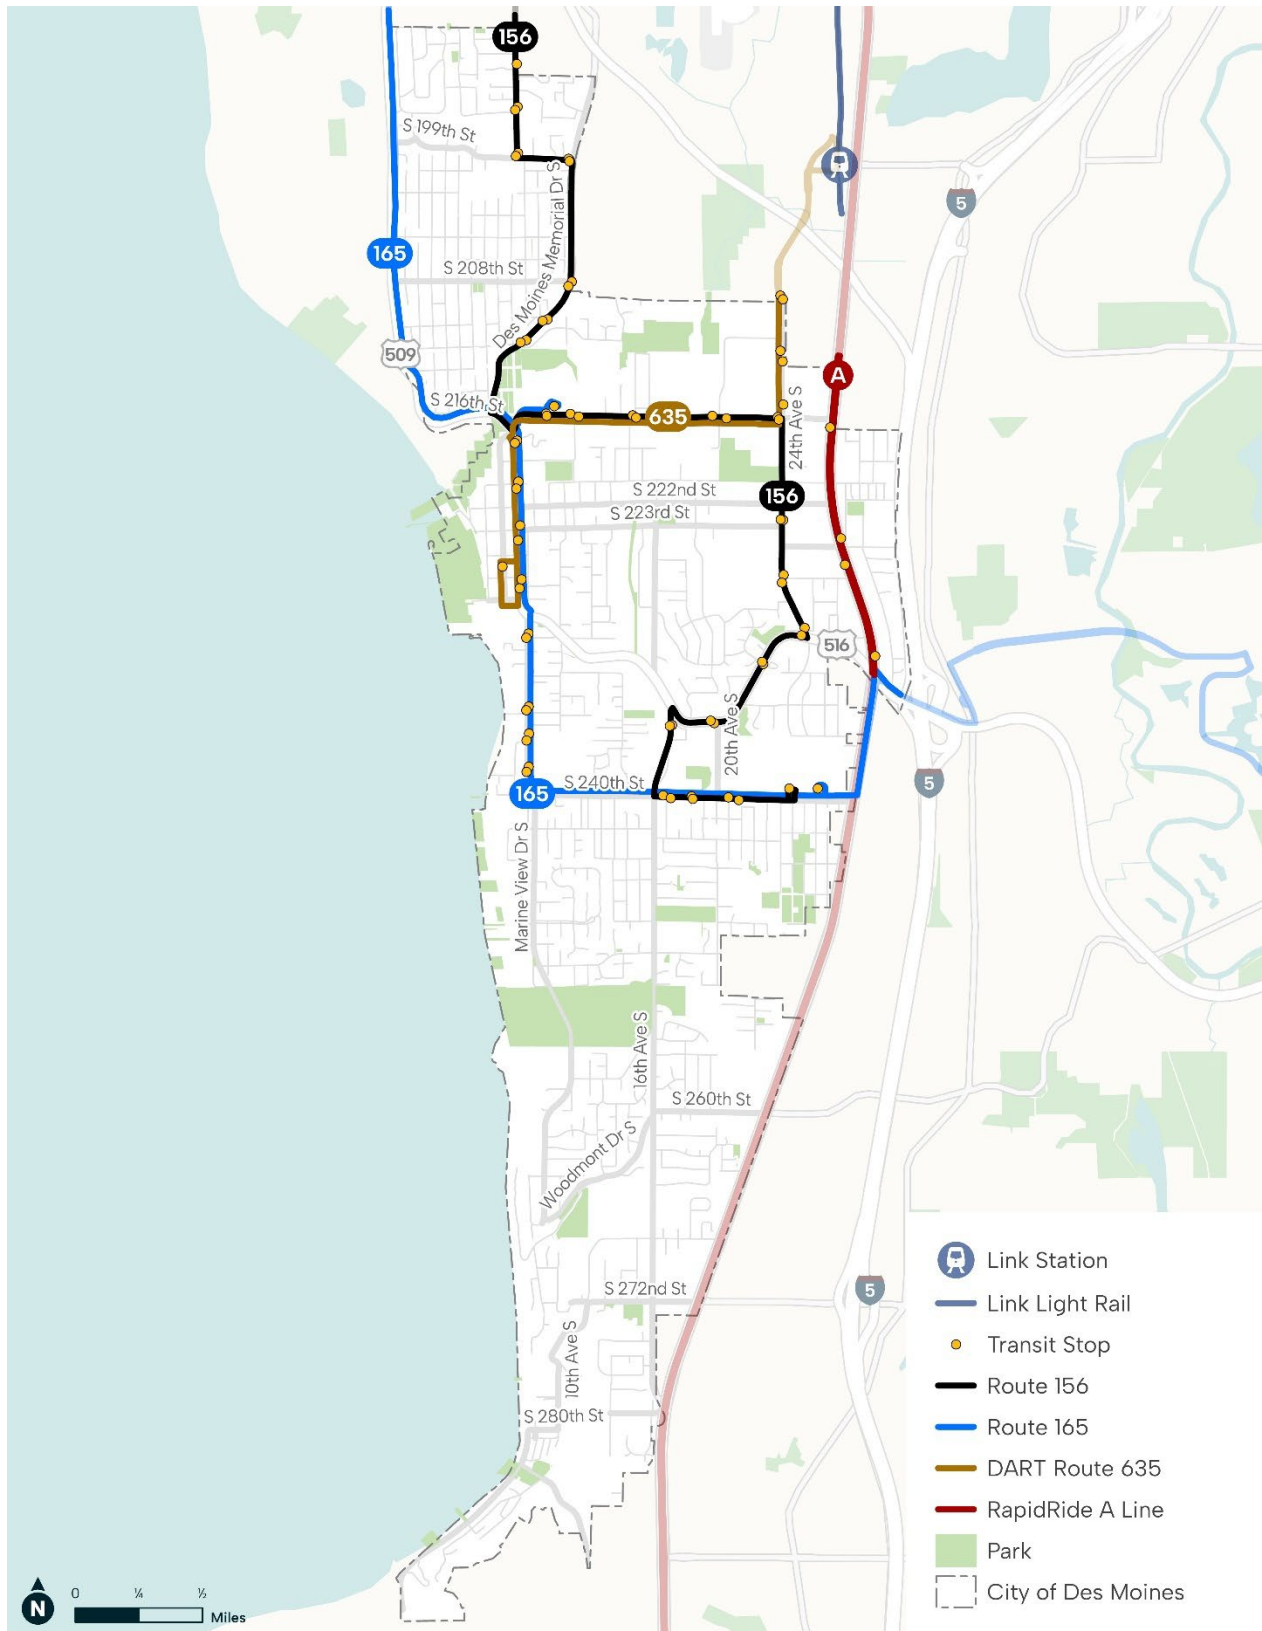 156
S 199th St
5
165
Des Moines Memorial Dr S
S 208th St
509
A
S 216th St
635
24th Ave S
S 222nd St
156
S 223rd St
516
20th Ave S
S 240th St
165
5
Marine View Dr S
16th Ave S
S 260th St
Woodmont Dr S
S 272nd St
5
10th Ave S
S 280th St
Link Station
Link Light Rail
Transit Stop
Route 156
Route 165
DART Route 635
RapidRide A Line
Park
City of Des Moines
N
0 ¼ ½
Miles